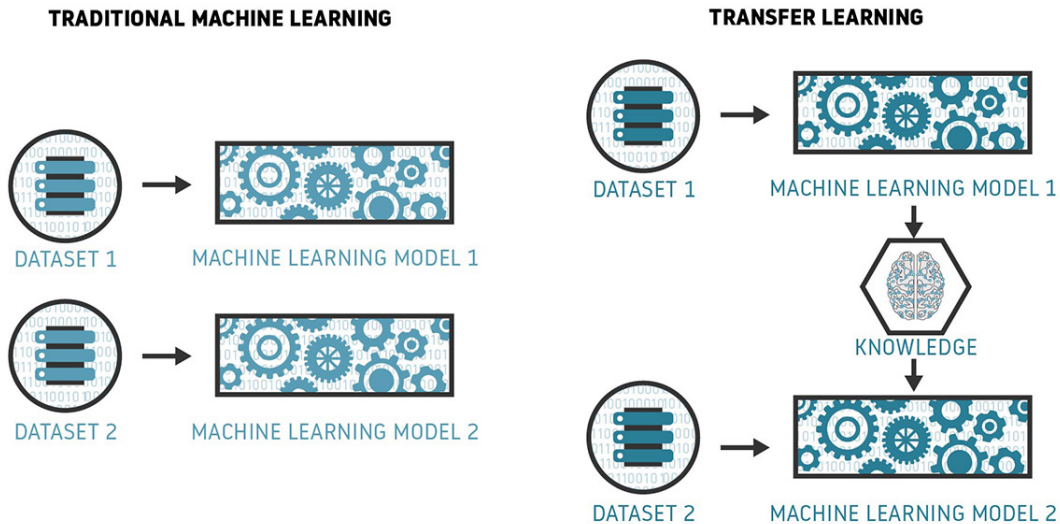 TRADITIONAL MACHINE LEARNING
DATASET 1
MACHINE LEARNING MODEL 1
DATASET 2
MACHINE LEARNING MODEL 2
TRANSFER LEARNING
DATASET 1
MACHINE LEARNING MODEL 1
KNOWLEDGE
DATASET 2
MACHINE LEARNING MODEL 2